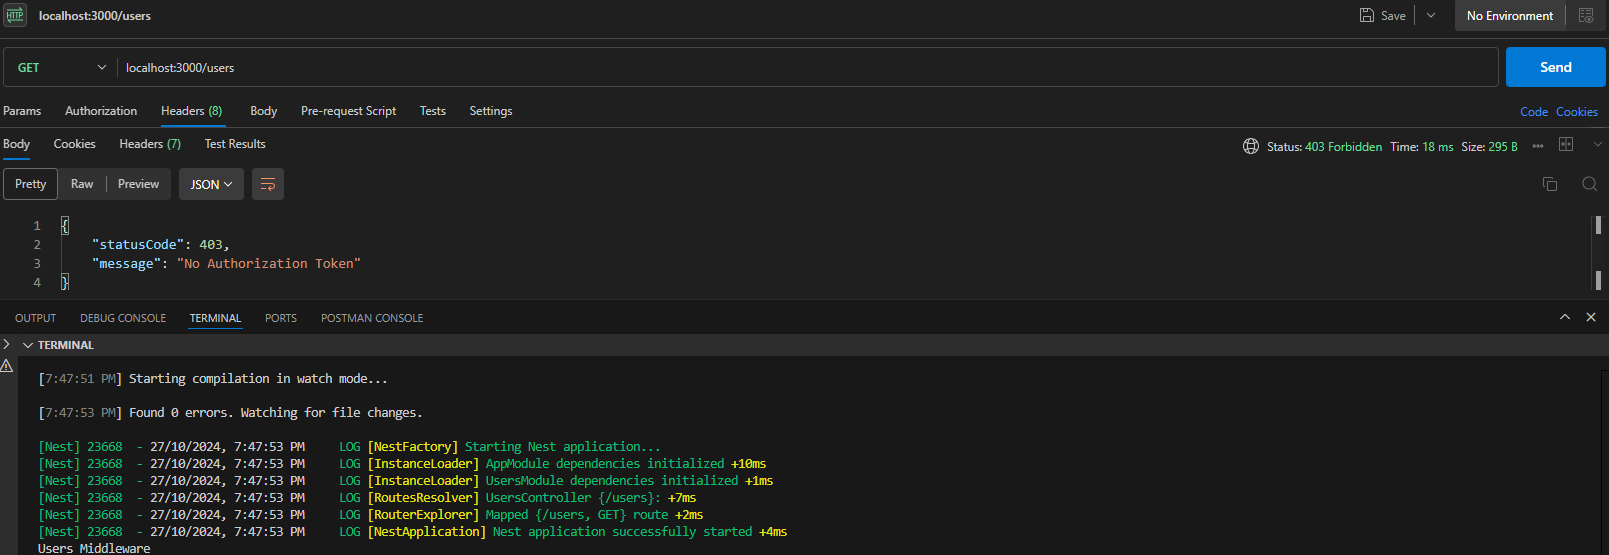 HTTP localhost:3000/users Save No Environment
GET localhost:3000/users Send
Params Authorization Headers (8) Body Pre-request Script Tests Settings Code Cookies
Body Cookies Headers (7) Test Results Status: 403 Forbidden Time: 18 ms Size: 295 B
Pretty Raw Preview JSON
1 {
2 "statusCode": 403,
3 "message": "No Authorization Token"
4 }
OUTPUT DEBUG CONSOLE TERMINAL PORTS POSTMAN CONSOLE
TERMINAL
[7:47:51 PM] Starting compilation in watch mode...
[7:47:53 PM] Found 0 errors. Watching for file changes.
[Nest] 23668 - 27/10/2024, 7:47:53 PM LOG [NestFactory] Starting Nest application...
[Nest] 23668 - 27/10/2024, 7:47:53 PM LOG [InstanceLoader] AppModule dependencies initialized +10ms
[Nest] 23668 - 27/10/2024, 7:47:53 PM LOG [InstanceLoader] UsersModule dependencies initialized +1ms
[Nest] 23668 - 27/10/2024, 7:47:53 PM LOG [RoutesResolver] UsersController {/users}: +7ms
[Nest] 23668 - 27/10/2024, 7:47:53 PM LOG [RouterExplorer] Mapped {/users, GET} route +2ms
[Nest] 23668 - 27/10/2024, 7:47:53 PM LOG [NestApplication] Nest application successfully started +4ms
Users Middleware